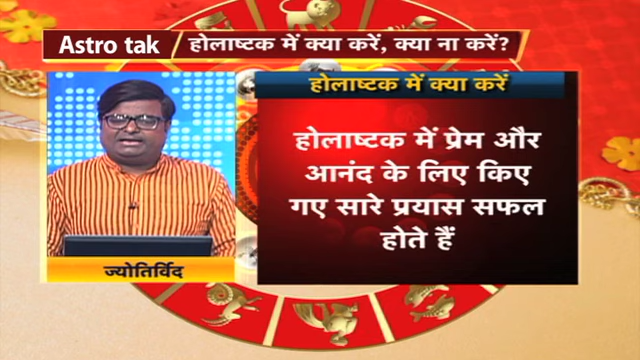 Astro tak
होलाष्टक में क्या करें, क्या ना करें?
होलाष्टक में क्या करें
होलाष्टक में प्रेम और
आनंद के लिए किए
गए सारे प्रयास सफल
होते हैं
ज्योतिर्विद